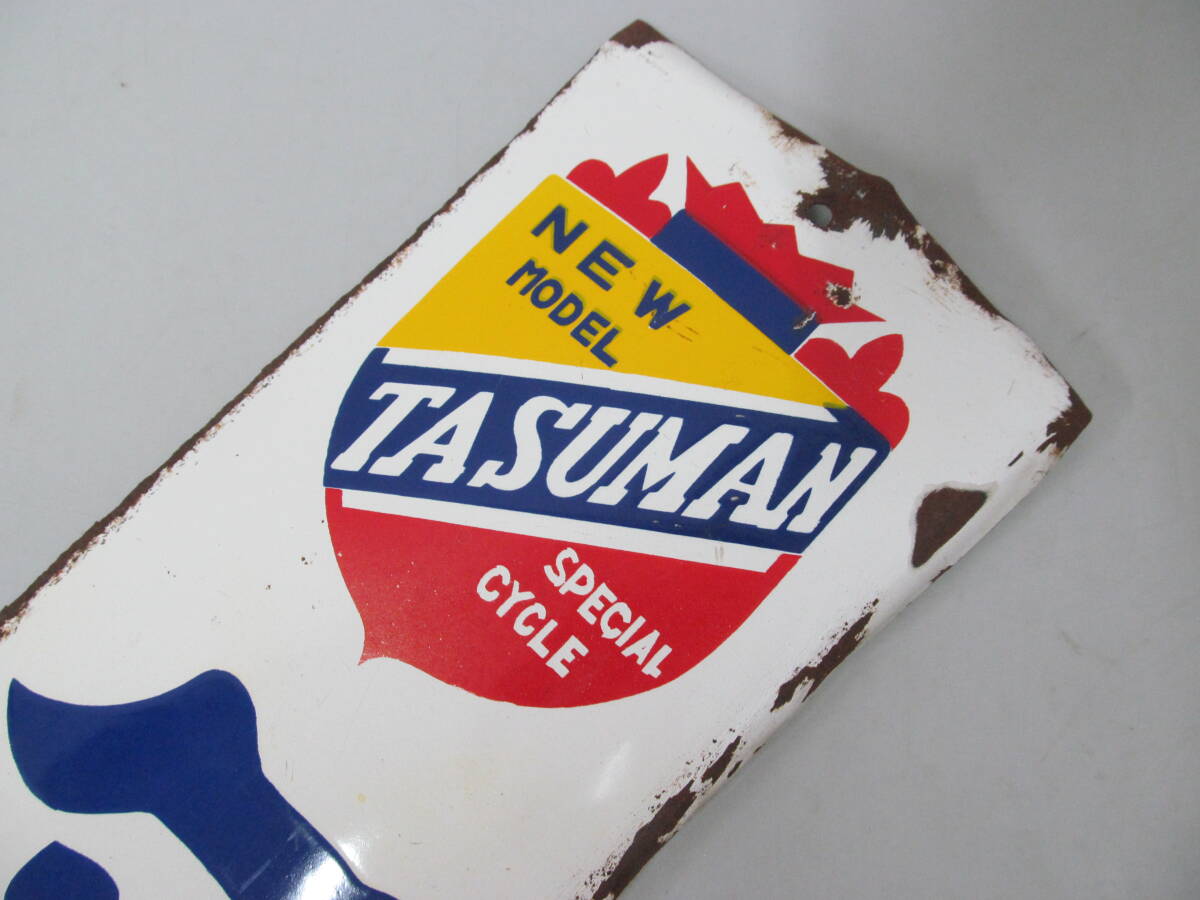 NEW
MODEL
TASUMAN
SPECIAL
CYCLE